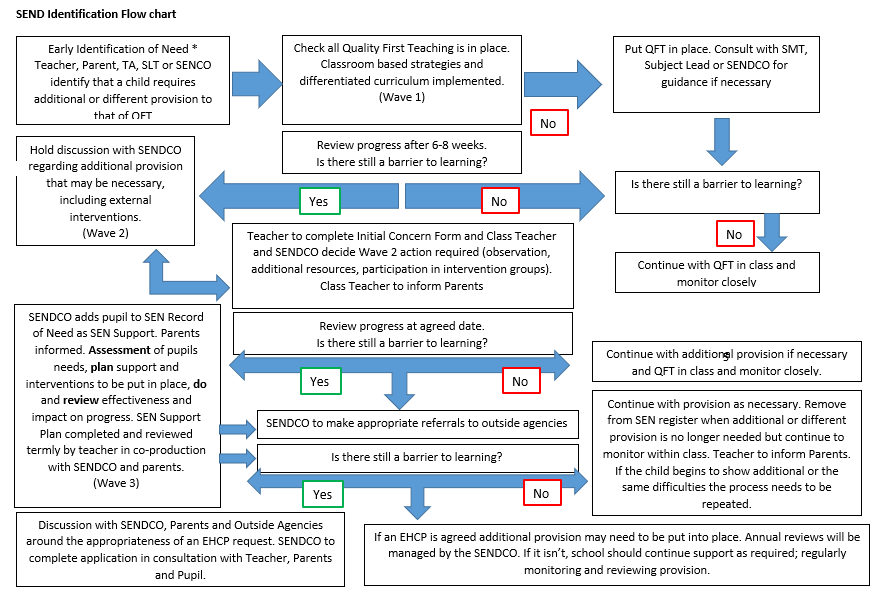 SEND Identification Flow chart
Early Identification of Need *
Teacher, Parent, TA, SLT or SENCO
identify that a child requires
additional or different provision to
that of QFT
Check all Quality First Teaching is in place.
Classroom based strategies and
differentiated curriculum implemented.
(Wave 1)
Put QFT in place. Consult with SMT,
Subject Lead or SENDCO for
guidance if necessary
No
Review progress after 6-8 weeks.
Is there still a barrier to learning?
Hold discussion with SENDCO
regarding additional provision
that may be necessary,
including external
interventions.
(Wave 2)
Yes
No
Is there still a barrier to learning?
No
Continue with QFT in class and
monitor closely
Teacher to complete Initial Concern Form and Class Teacher
and SENDCO decide Wave 2 action required (observation,
additional resources, participation in intervention groups).
Class Teacher to inform Parents
Review progress at agreed date.
Is there still a barrier to learning?
Yes
No
Continue with additional provision if necessary
and QFT in class and monitor closely.
SENDCO adds pupil to SEN Record
of Need as SEN Support. Parents
informed. Assessment of pupils
needs, plan support and
interventions to be put in place, do
and review effectiveness and
impact on progress. SEN Support
Plan completed and reviewed
termly by teacher in co-production
with SENDCO and parents.
(Wave 3)
SENDCO to make appropriate referrals to outside agencies
Is there still a barrier to learning?
Yes
No
Continue with provision as necessary. Remove
from SEN register when additional or different
provision is no longer needed but continue to
monitor within class. Teacher to inform Parents.
If the child begins to show additional or the
same difficulties the process needs to be
repeated.
Discussion with SENDCO, Parents and Outside Agencies
around the appropriateness of an EHCP request. SENDCO to
complete application in consultation with Teacher, Parents
and Pupil.
If an EHCP is agreed additional provision may need to be put into place. Annual reviews will be
managed by the SENDCO. If it isn't, school should continue support as required; regularly
monitoring and reviewing provision.